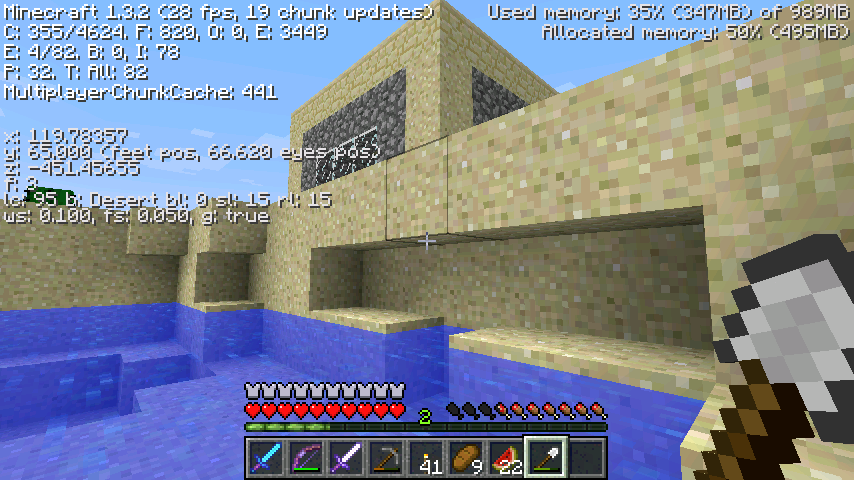 Minecraft 1.3.2 (28 fps, 19 chunk updates)
C: 355/4624, F: 820, O: 0, E: 3449
E: 4/82. B: 0, I: 78
P: 32. T: All: 82
MultiplayerChunkCache: 441
Used memory: 35% (347MB) of 989MB
Allocated memory: 50% (495MB)
x: 119.78357
y: 65.000 (feet pos, 66.620 eyes pos)
z: -451.45655
f: 2
lc: 95 b: Desert bl: 0 sl: 15 rl: 15
ws: 0.100, fs: 0.050, g: true
2
41
9
22